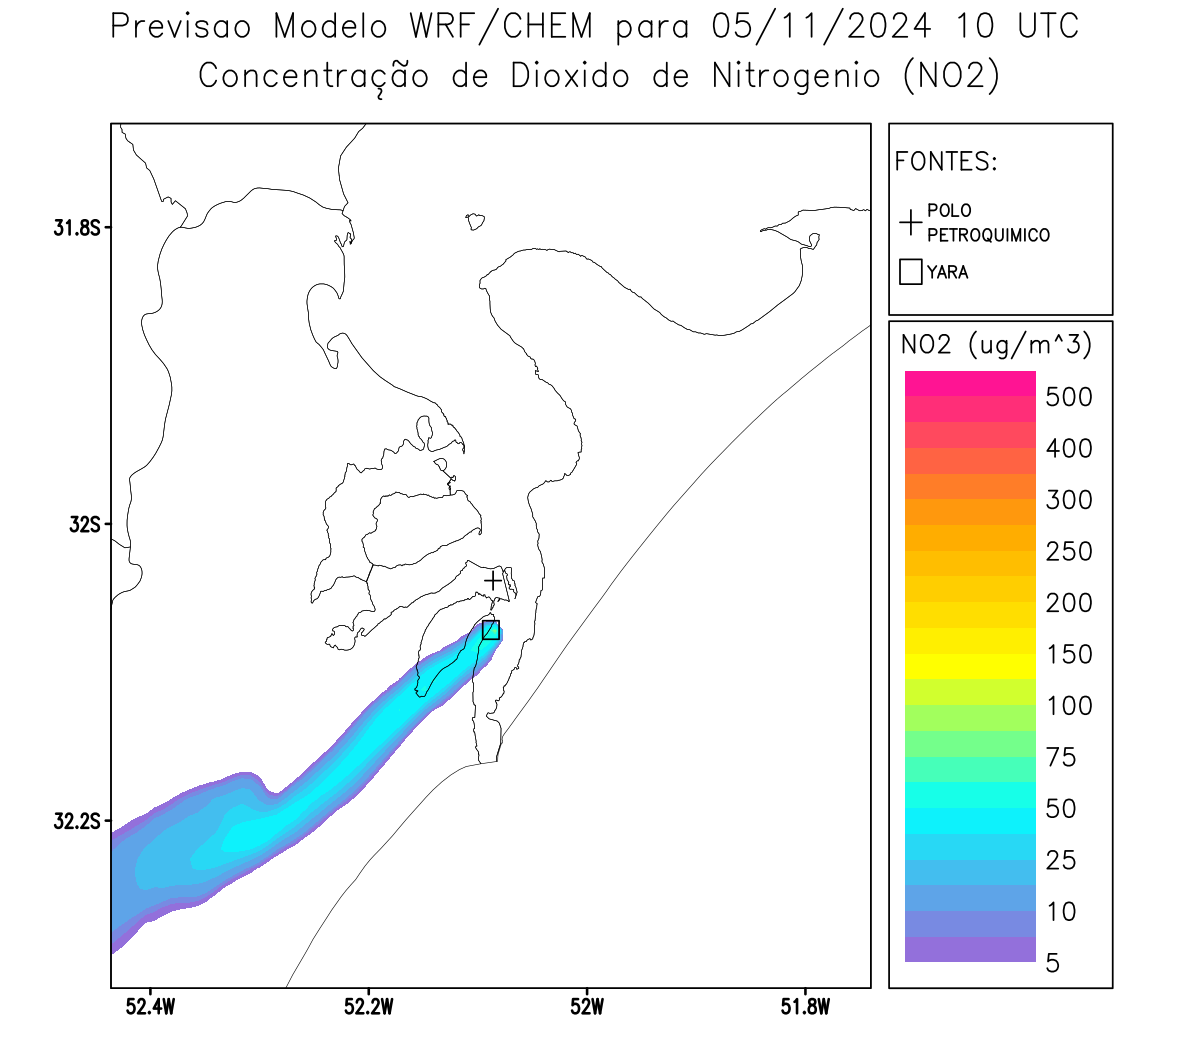 Previsao Modelo WRF/CHEM para 05/11/2024 10 UTC
Concentração de Dioxido de Nitrogenio (NO2)
FONTES:
POLO
PETROQUIMICO
YARA
NO2 (ug/m^3)
500
400
300
250
200
150
100
75
50
25
10
5
31.8S
32S
32.2S
52.4W
52.2W
52W
51.8W